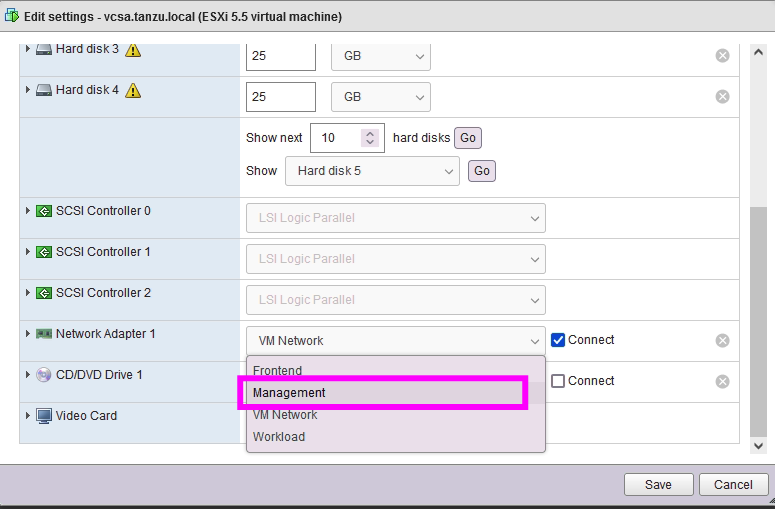 Edit settings - vcsa.tanzu.local (ESXi 5.5 virtual machine)
Hard disk 3 25 GB
Hard disk 4 25 GB
Show next 10 hard disks Go
Show Hard disk 5 Go
SCSI Controller 0 LSI Logic Parallel
SCSI Controller 1 LSI Logic Parallel
SCSI Controller 2 LSI Logic Parallel
Network Adapter 1 VM Network Connect
Frontend
CD/DVD Drive 1 Connect
Management
Video Card
VM Network
Workload
Save Cancel